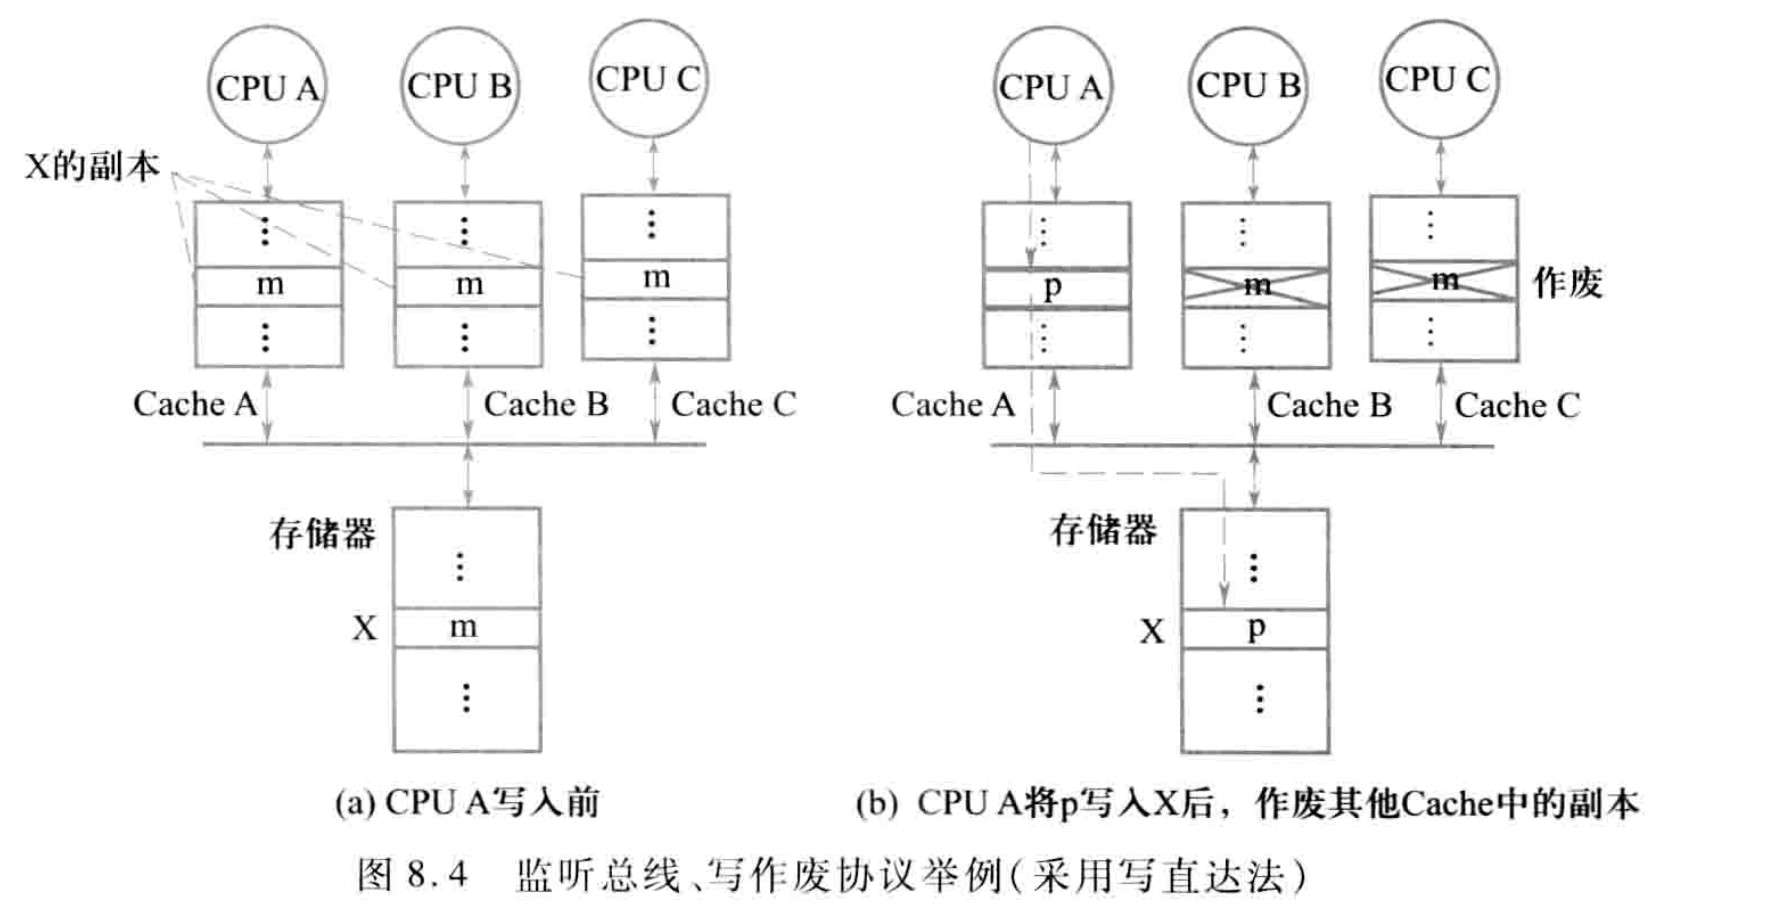 CPU A
CPU B
CPU C
CPU A
CPU B
CPU C
X的副本
m
m
m
p
m
m
作废
Cache A
Cache B
Cache C
Cache A
Cache B
Cache C
存储器
存储器
X
m
X
p
(a) CPU A写入前
(b) CPU A将p写入X后，作废其他Cache中的副本
图 8.4 监听总线、写作废协议举例(采用写直达法)